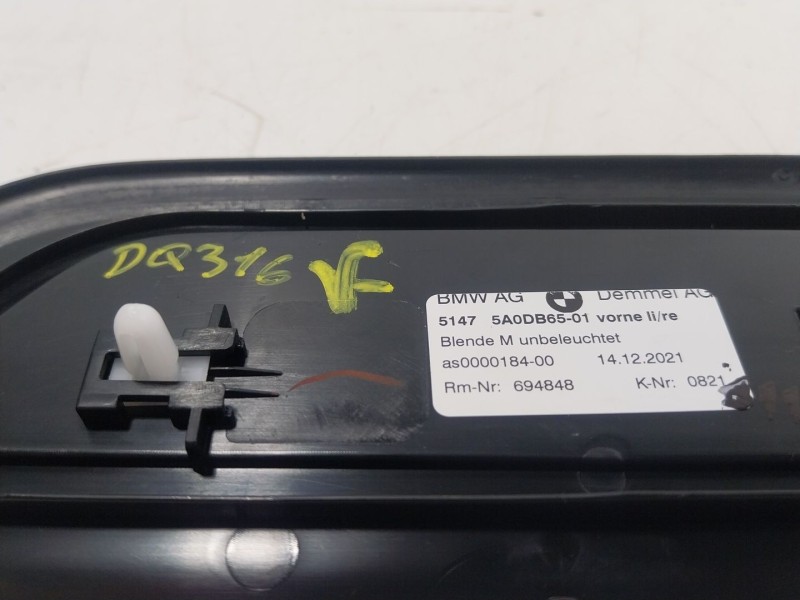 DQ316 VF
BMW AG Demmel AG
5147 5A0DB65-01 vorne li/re
Blende M unbeleuchtet
as0000184-00 14.12.2021
Rm-Nr: 694848 K-Nr: 0821